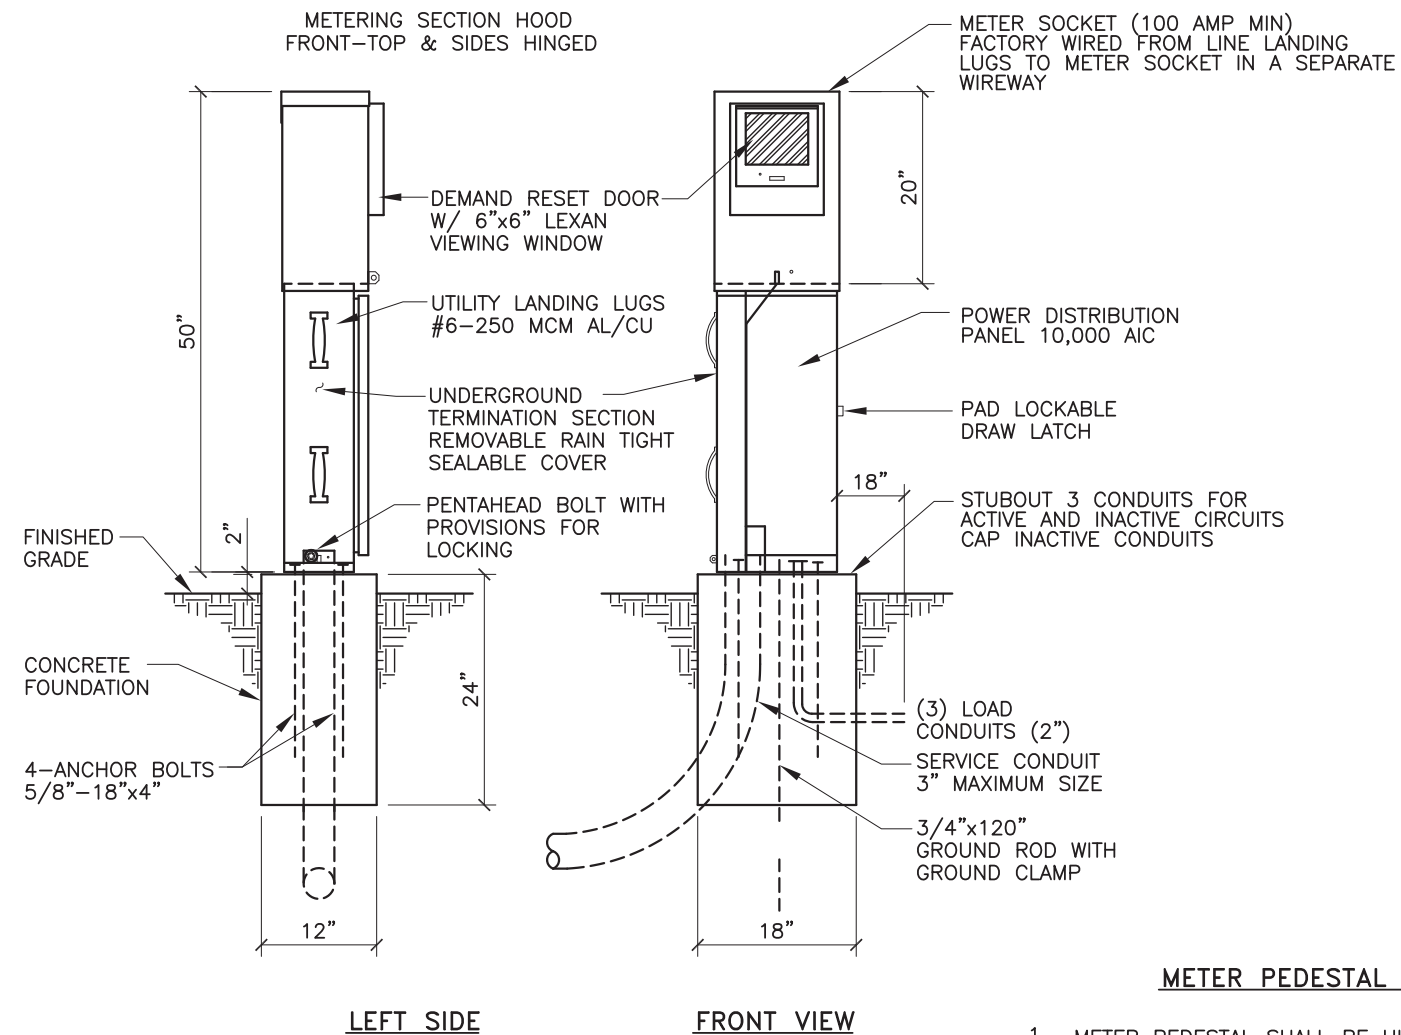 METERING SECTION HOOD
FRONT-TOP & SIDES HINGED
METER SOCKET (100 AMP MIN)
FACTORY WIRED FROM LINE LANDING
LUGS TO METER SOCKET IN A SEPARATE
WIREWAY
DEMAND RESET DOOR
W/ 6"x6" LEXAN
VIEWING WINDOW
20"
50"
UTILITY LANDING LUGS
#6-250 MCM AL/CU
POWER DISTRIBUTION
PANEL 10,000 AIC
UNDERGROUND
TERMINATION SECTION
REMOVABLE RAIN TIGHT
SEALABLE COVER
PAD LOCKABLE
DRAW LATCH
18"
PENTAHEAD BOLT WITH
PROVISIONS FOR
LOCKING
STUBOUT 3 CONDUITS FOR
ACTIVE AND INACTIVE CIRCUITS
CAP INACTIVE CONDUITS
FINISHED
GRADE
2"
CONCRETE
FOUNDATION
24"
(3) LOAD
CONDUITS (2")
4-ANCHOR BOLTS
5/8"-18"x4"
SERVICE CONDUIT
3" MAXIMUM SIZE
3/4"x120"
GROUND ROD WITH
GROUND CLAMP
12"
18"
METER PEDESTAL
LEFT SIDE
FRONT VIEW
1 METER PEDESTAL SHALL BE